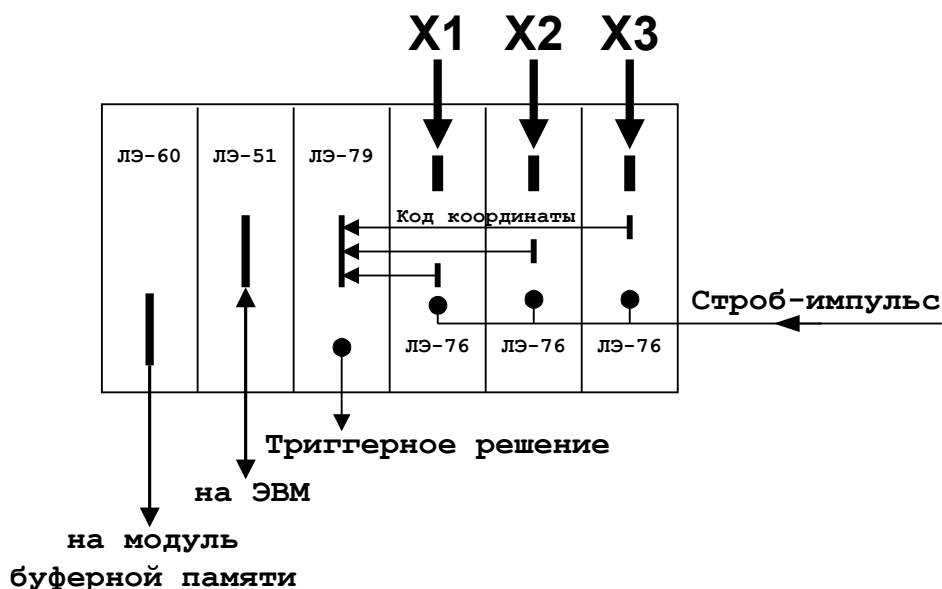 X1 X2 X3
ЛЭ-60 ЛЭ-51 ЛЭ-79
Код координаты
Строб-импульс
ЛЭ-76 ЛЭ-76 ЛЭ-76
Триггерное решение
на ЭВМ
на модуль
буферной памяти